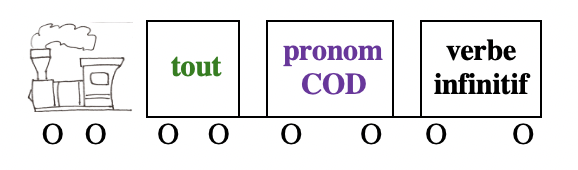 tout
pronom
COD
verbe
infinitif
O O O O O O O O